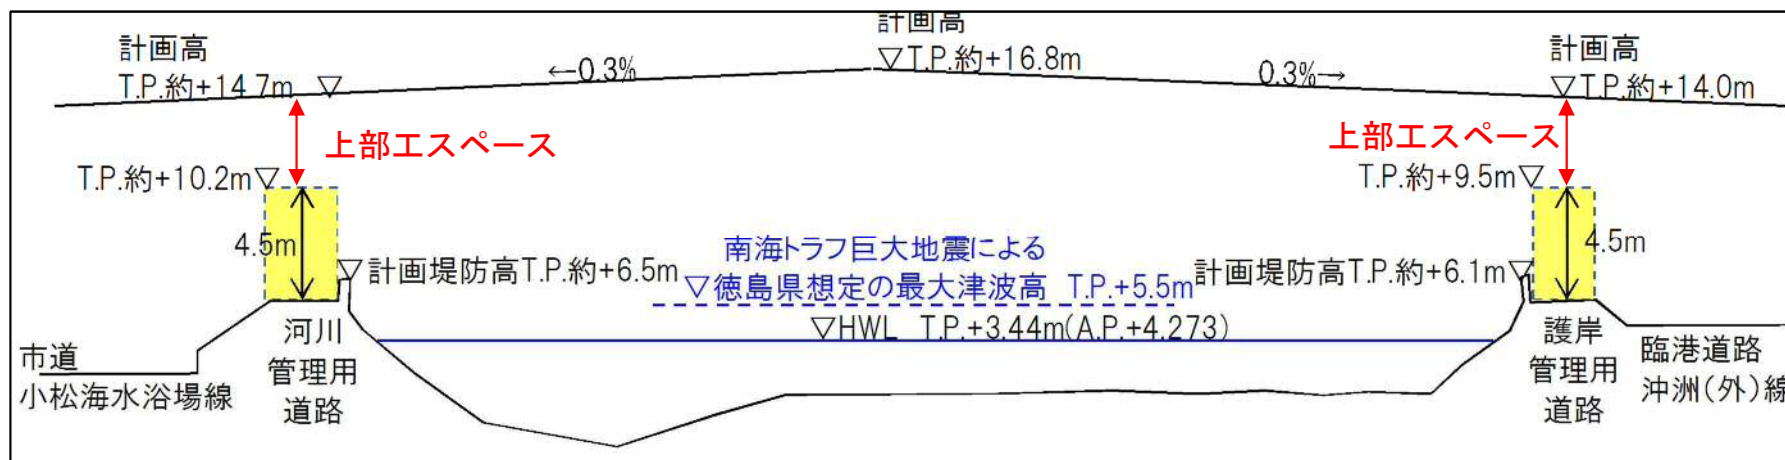 計画高
T.P.約+14.7m ▽
←0.3%
計画高
▽T.P.約+16.8m
0.3%→
計画高
▽T.P.約+14.0m
上部工スペース
上部工スペース
T.P.約+10.2m▽
T.P.約+9.5m▽
4.5m
4.5m
▽計画堤防高T.P.約+6.5m
南海トラフ巨大地震による
▽徳島県想定の最大津波高 T.P.+5.5m
計画堤防高T.P.約+6.1m▽
▽HWL T.P.+3.44m(A.P.+4.273)
市道
小松海水浴場線
河川
管理用
道路
護岸
管理用
道路
臨港道路
沖洲(外)線